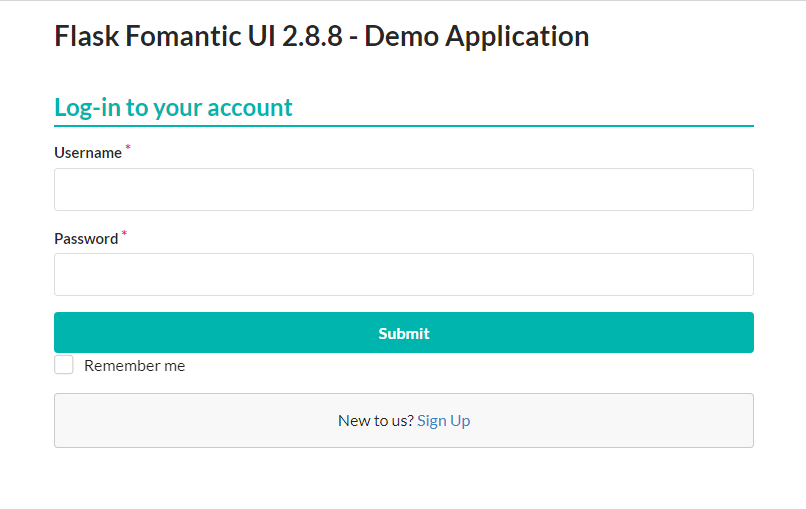 Flask Fomantic UI 2.8.8 - Demo Application
Log-in to your account
Username *
Password *
Submit
Remember me
New to us? Sign Up